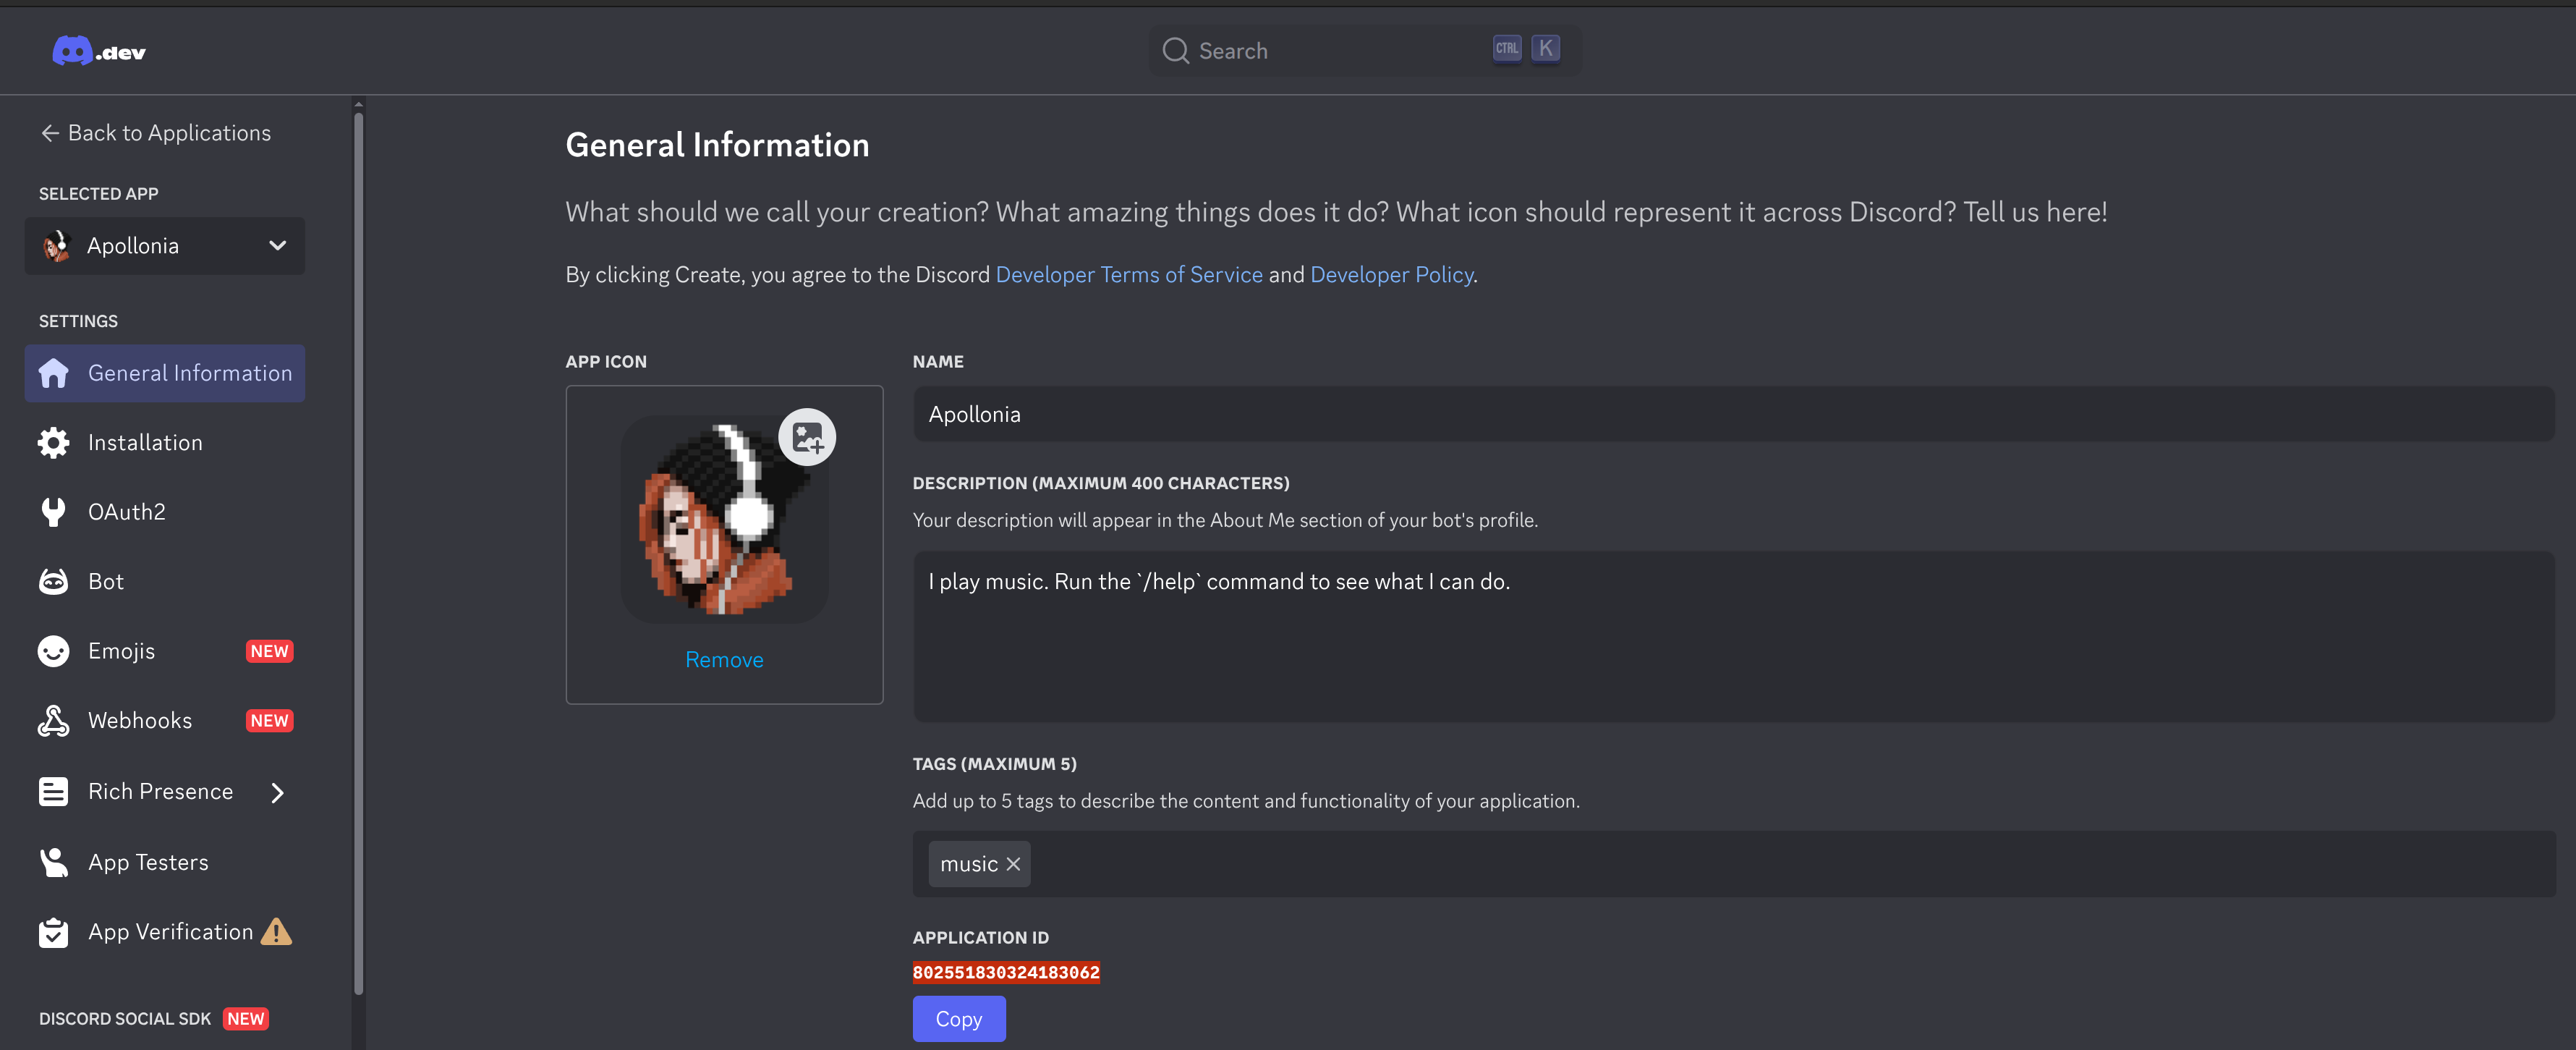 .dev
Search
CTRL K
Back to Applications
SELECTED APP
Apollonia
SETTINGS
General Information
Installation
OAuth2
Bot
Emojis NEW
Webhooks NEW
Rich Presence
App Testers
App Verification
DISCORD SOCIAL SDK NEW
General Information
What should we call your creation? What amazing things does it do? What icon should represent it across Discord? Tell us here!
By clicking Create, you agree to the Discord Developer Terms of Service and Developer Policy.
APP ICON
Remove
NAME
Apollonia
DESCRIPTION (MAXIMUM 400 CHARACTERS)
Your description will appear in the About Me section of your bot's profile.
I play music. Run the `/help` command to see what I can do.
TAGS (MAXIMUM 5)
Add up to 5 tags to describe the content and functionality of your application.
music
APPLICATION ID
802551830324183062
Copy